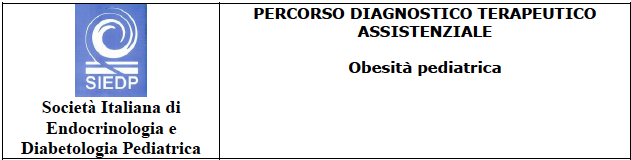 SIEDP
Società Italiana di
Endocrinologia e
Diabetologia Pediatrica
PERCORSO DIAGNOSTICO TERAPEUTICO
ASSISTENZIALE
Obesità pediatrica